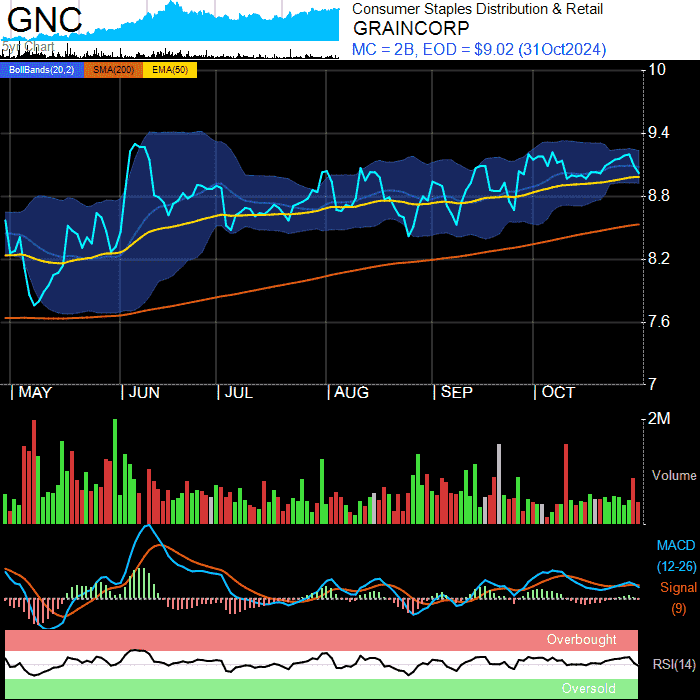 GNC
5yr Chart
Consumer Staples Distribution & Retail
GRAINCORP
MC = 2B, EOD = $9.02 (31Oct2024)
BollBands(20,2) SMA(200) EMA(50)
10
9.4
8.8
8.2
7.6
7
MAY JUN JUL AUG SEP OCT
2M
Volume
MACD
(12-26)
Signal
(9)
Overbought
RSI(14)
Oversold